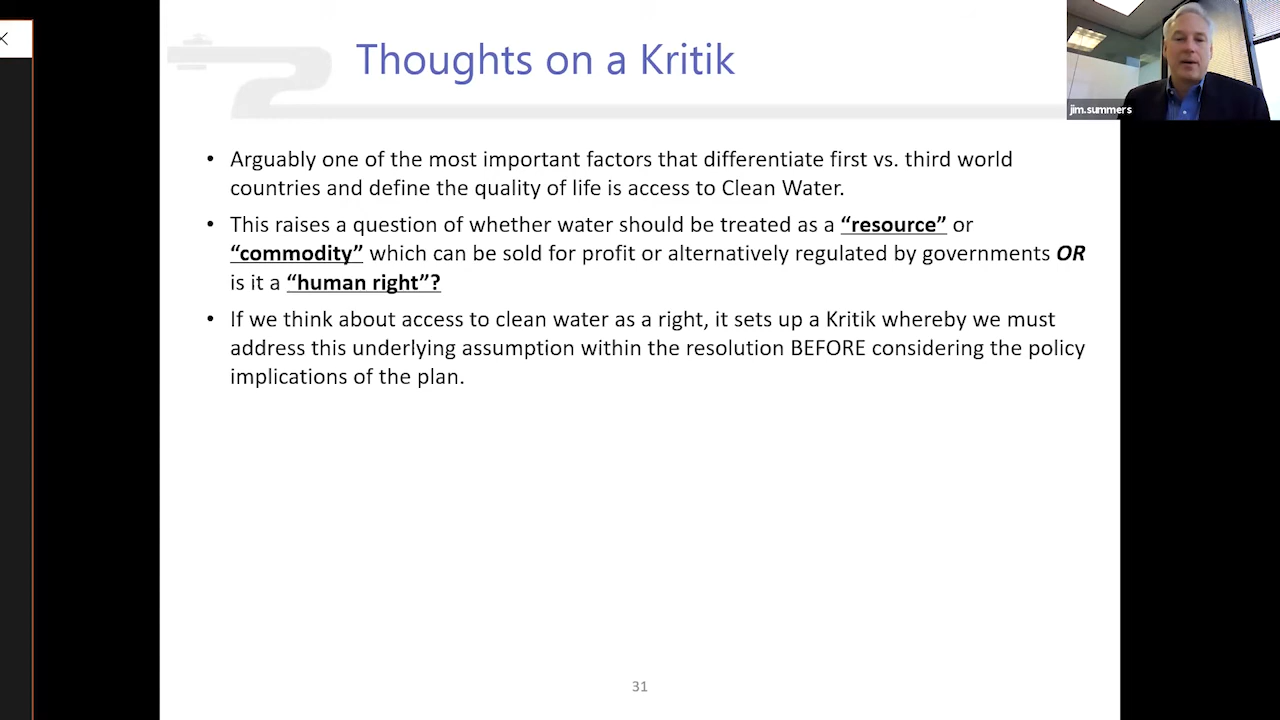 Thoughts on a Kritik
jim.summers
• Arguably one of the most important factors that differentiate first vs. third world
countries and define the quality of life is access to Clean Water.
• This raises a question of whether water should be treated as a “resource” or
“commodity” which can be sold for profit or alternatively regulated by governments OR
is it a “human right”?
• If we think about access to clean water as a right, it sets up a Kritik whereby we must
address this underlying assumption within the resolution BEFORE considering the policy
implications of the plan.
31